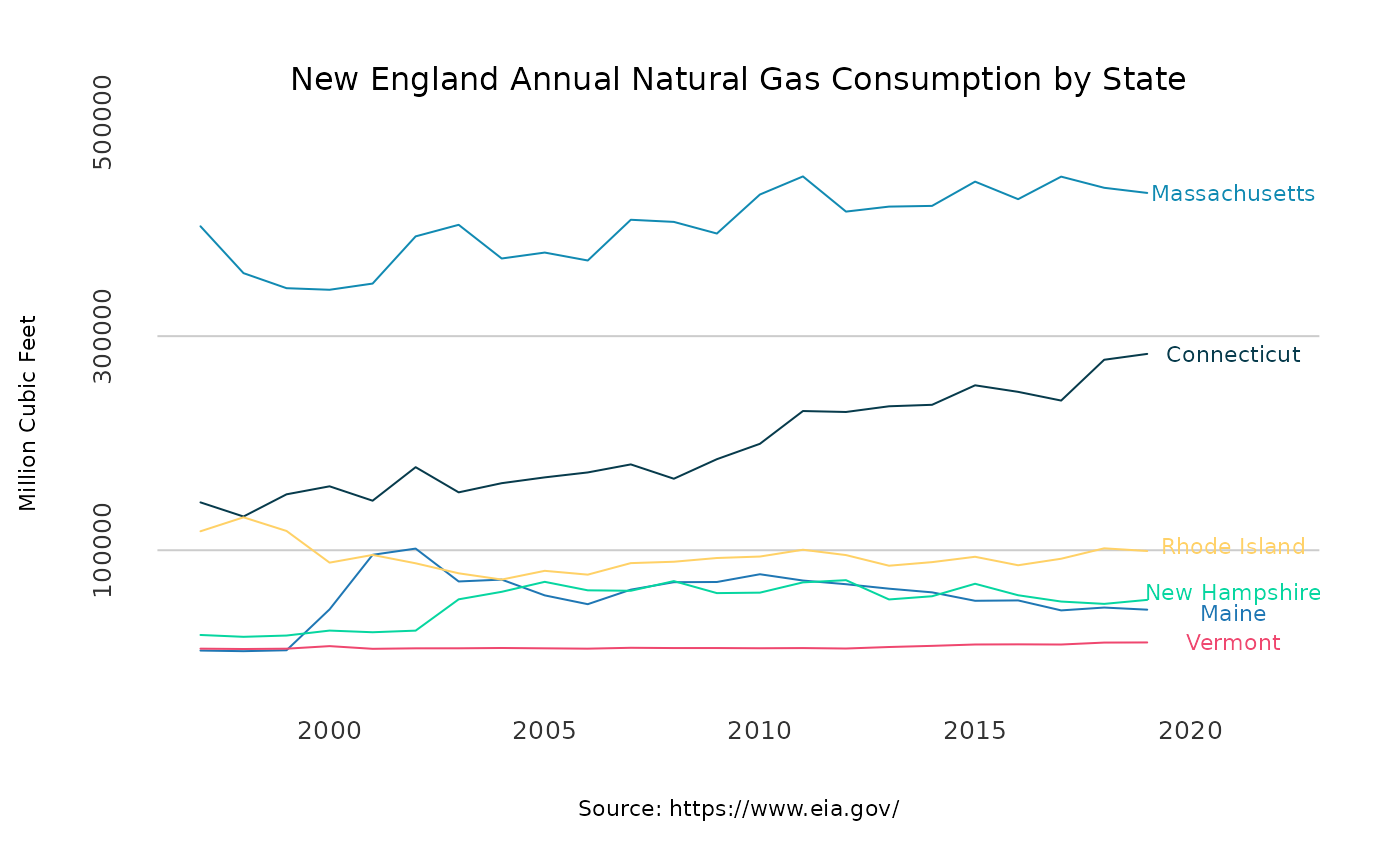 New England Annual Natural Gas Consumption by State
Million Cubic Feet
500000
300000
100000
Massachusetts
Connecticut
Rhode Island
New Hampshire
Maine
Vermont
2000 2005 2010 2015 2020
Source: https://www.eia.gov/